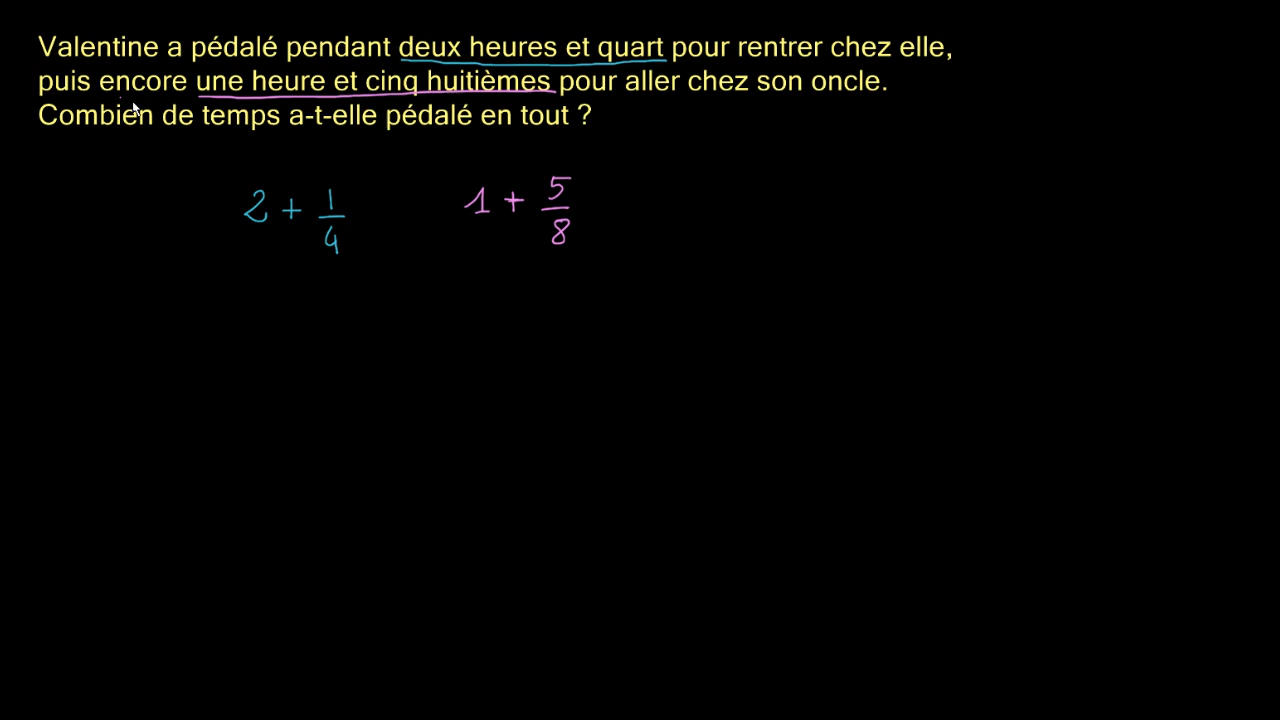 Valentine a pédalé pendant deux heures et quart pour rentrer chez elle,
puis encore une heure et cinq huitièmes pour aller chez son oncle.
Combien de temps a-t-elle pédalé en tout ?
2 + 1/4 1 + 5/8